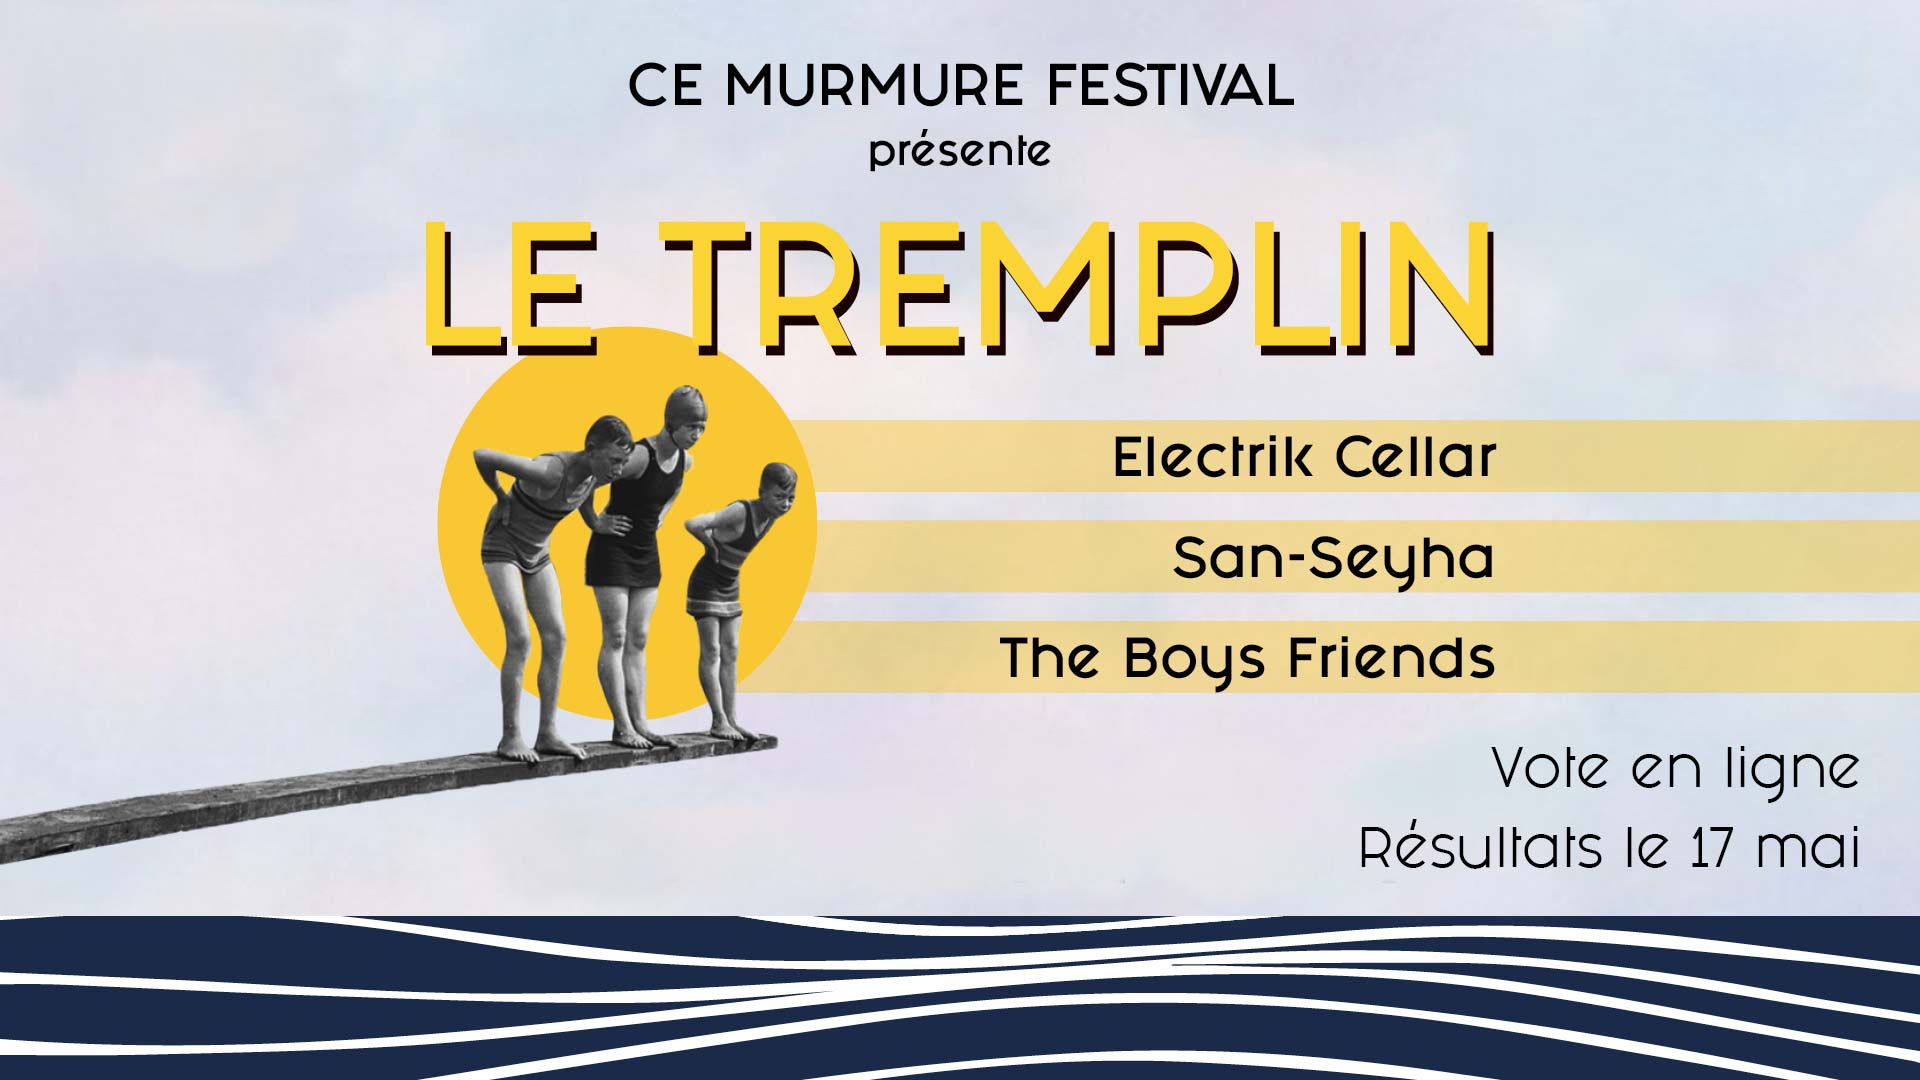 CE MURMURE FESTIVAL
présente
LE TREMPLIN
Electrik Cellar
San-Seyha
The Boys Friends
Vote en ligne
Résultats le 17 mai